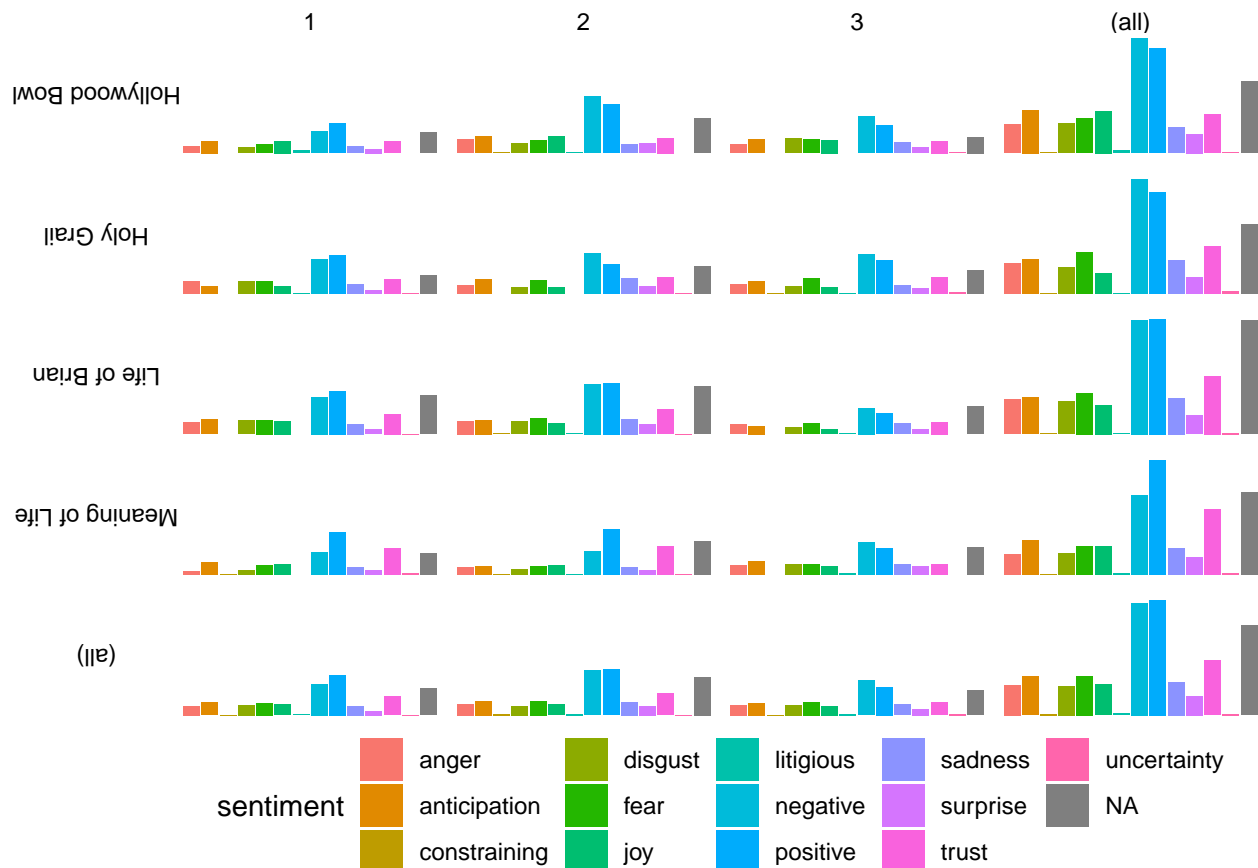 1 2 3 (all)
Hollywood Bowl
Holy Grail
Life of Brian
Meaning of Life
(all)
anger disgust litigious sadness uncertainty
sentiment anticipation fear negative surprise NA
constraining joy positive trust